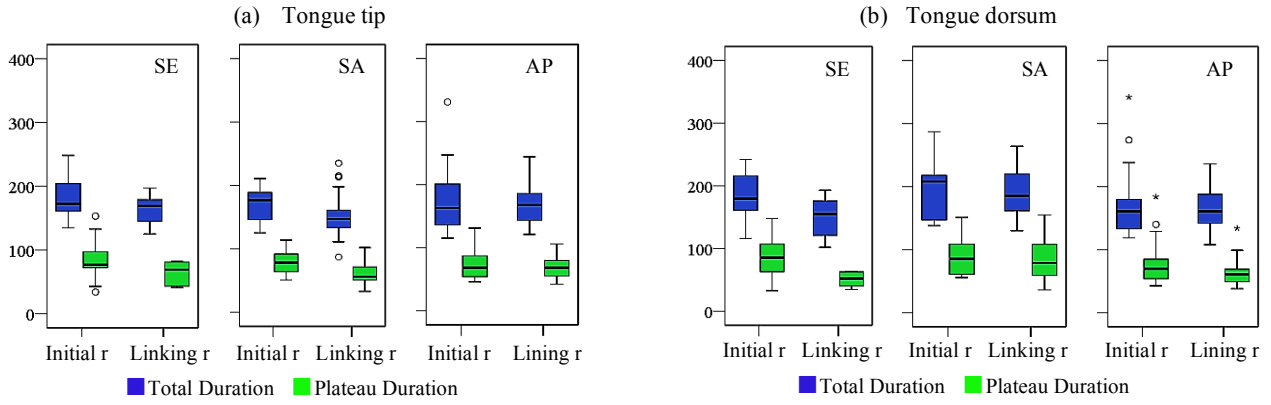 (a) Tongue tip
SE
SA
AP
400
300
200
100
0
Initial r Linking r
Initial r Linking r
Initial r Lining r
Total Duration Plateau Duration
(b) Tongue dorsum
SE
SA
AP
400
300
200
100
0
Initial r Linking r
Initial r Linking r
Initial r Lining r
Total Duration Plateau Duration